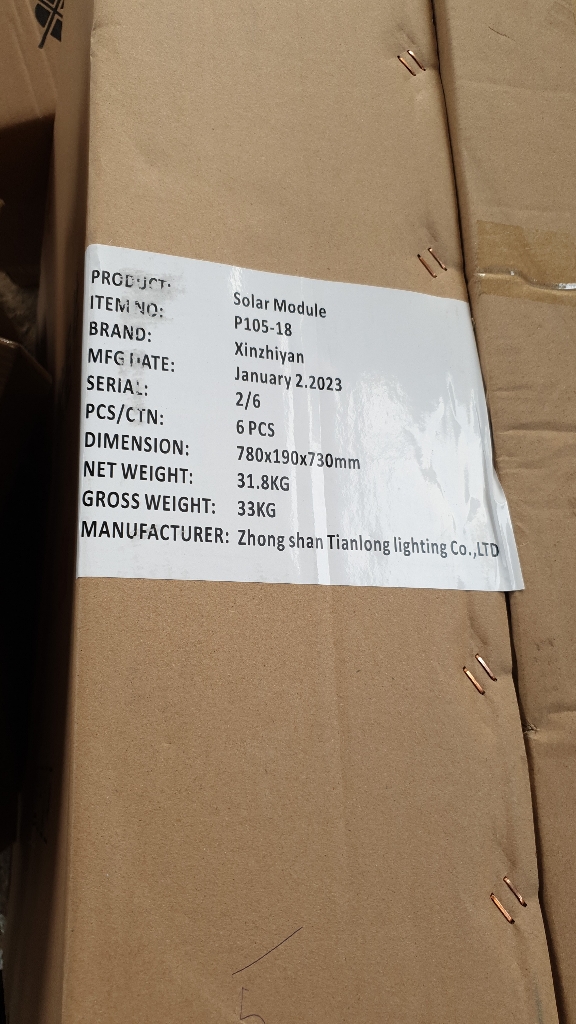 PRODUCT: Solar Module
ITEM NO: P105-18
BRAND: Xinzhiyan
MFG DATE: January 2.2023
SERIAL: 2/6
PCS/CTN: 6 PCS
DIMENSION: 780x190x730mm
NET WEIGHT: 31.8KG
GROSS WEIGHT: 33KG
MANUFACTURER: Zhong shan Tianlong lighting Co.,LTD
5